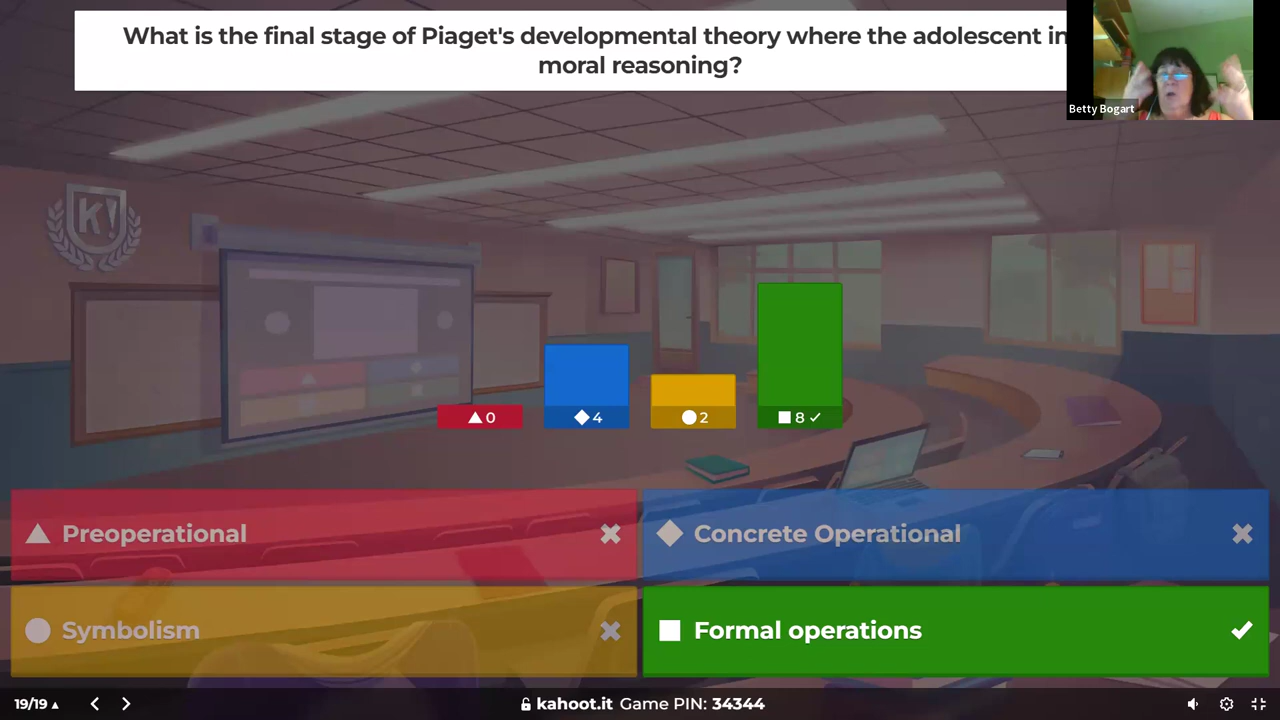 What is the final stage of Piaget's developmental theory where the adolescent in
moral reasoning?
Betty Bogart
K!
0
4
2
8
Preoperational
Concrete Operational
Symbolism
Formal operations
19/19
kahoot.it Game PIN: 34344